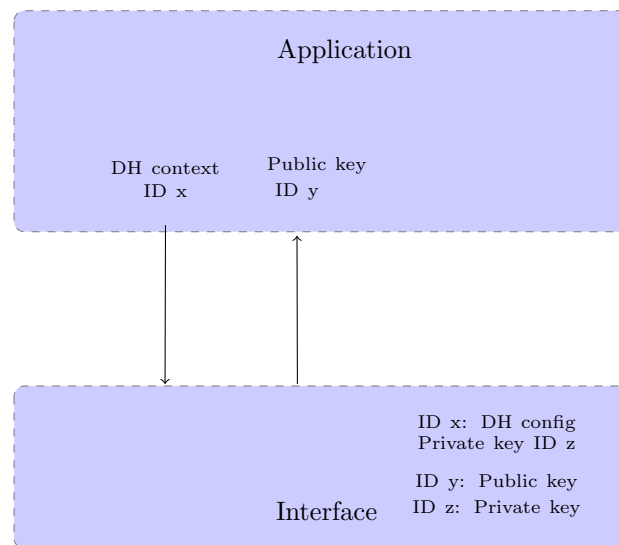 Application
DH context
ID x
Public key
ID y
ID x: DH config
Private key ID z
ID y: Public key
ID z: Private key
Interface